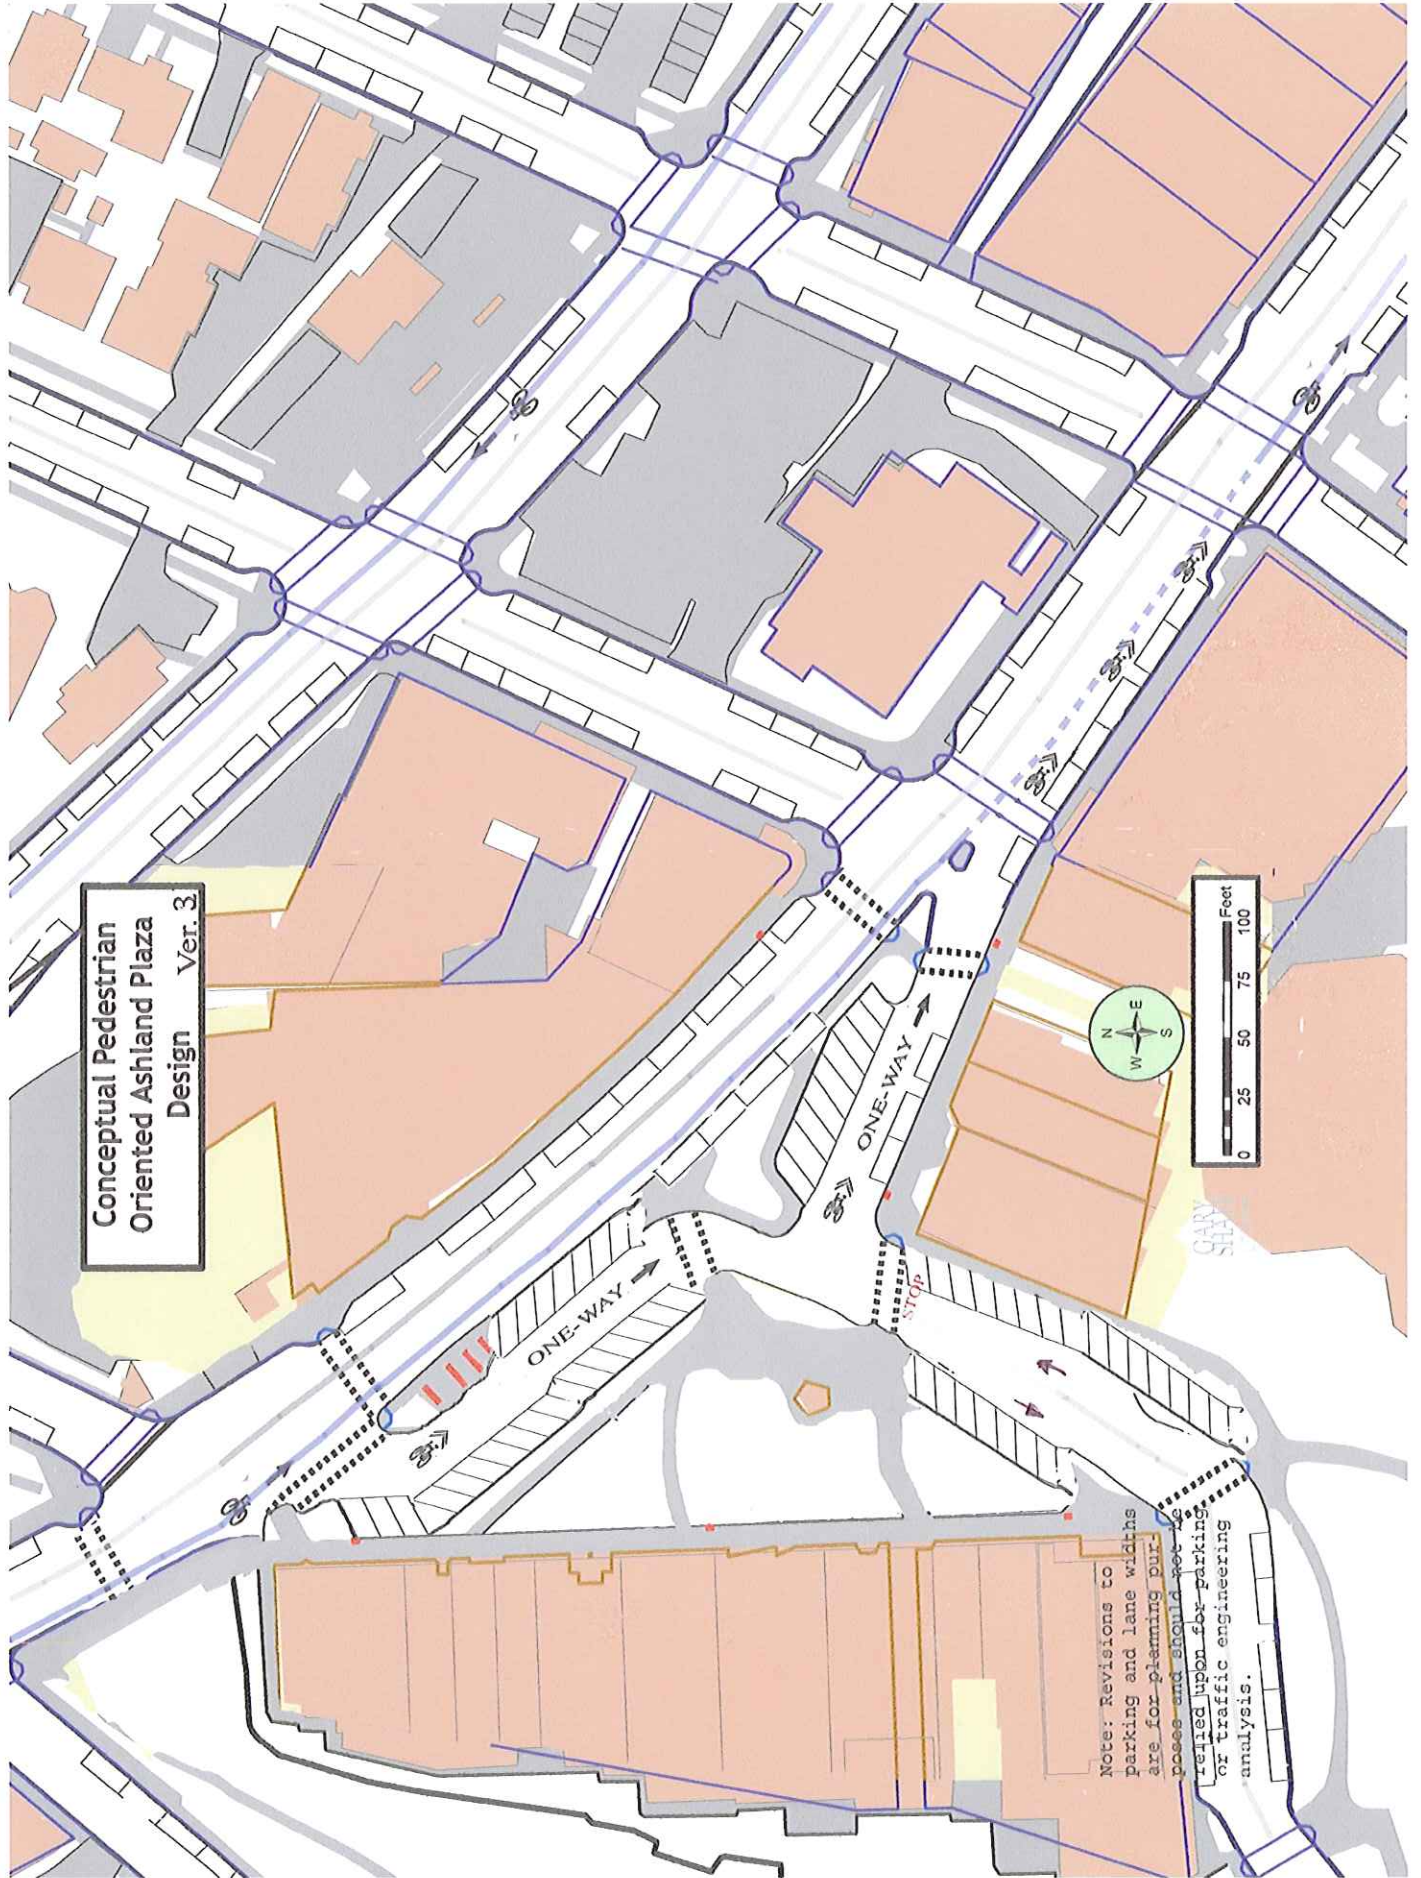 Conceptual Pedestrian
Oriented Ashland Plaza
Design Ver. 3
ONE-WAY
ONE-WAY
STOP
N
W E
S
0 25 50 75 100
Feet
GARY
Note: Revisions to
parking and lane widths
are for planning pur
poses and should not be
relied upon for parking
or traffic engineering
analysis.